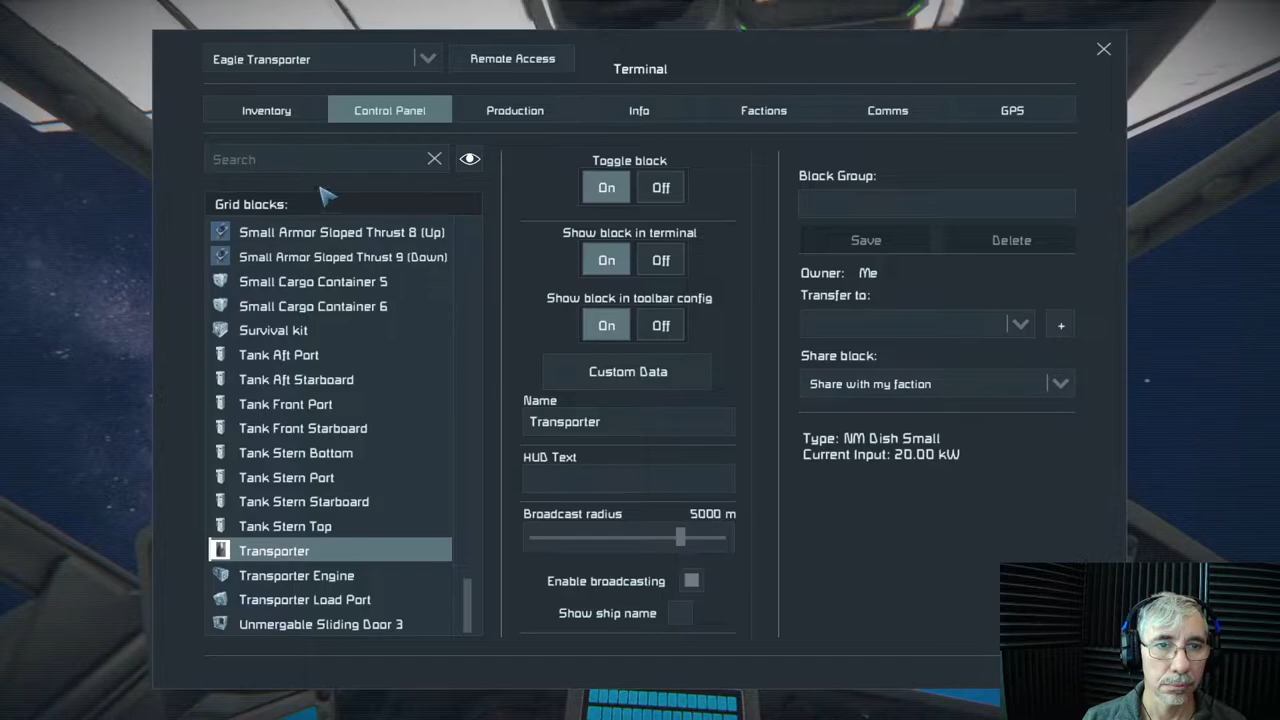 Eagle Transporter
Remote Access
Terminal
Inventory
Control Panel
Production
Info
Factions
Comms
GPS
Search
Grid blocks:
Small Armor Sloped Thrust 8 (Up)
Small Armor Sloped Thrust 9 (Down)
Small Cargo Container 5
Small Cargo Container 6
Survival kit
Tank Aft Port
Tank Aft Starboard
Tank Front Port
Tank Front Starboard
Tank Stern Bottom
Tank Stern Port
Tank Stern Starboard
Tank Stern Top
Transporter
Transporter Engine
Transporter Load Port
Unmergable Sliding Door 3
Toggle block
On Off
Show block in terminal
On Off
Show block in toolbar config
On Off
Custom Data
Name
Transporter
HUD Text
Broadcast radius 5000 m
Enable broadcasting
Show ship name
Block Group:
Save Delete
Owner: Me
Transfer to:
+
Share block:
Share with my faction
Type: NM Dish Small
Current Input: 20.00 kW